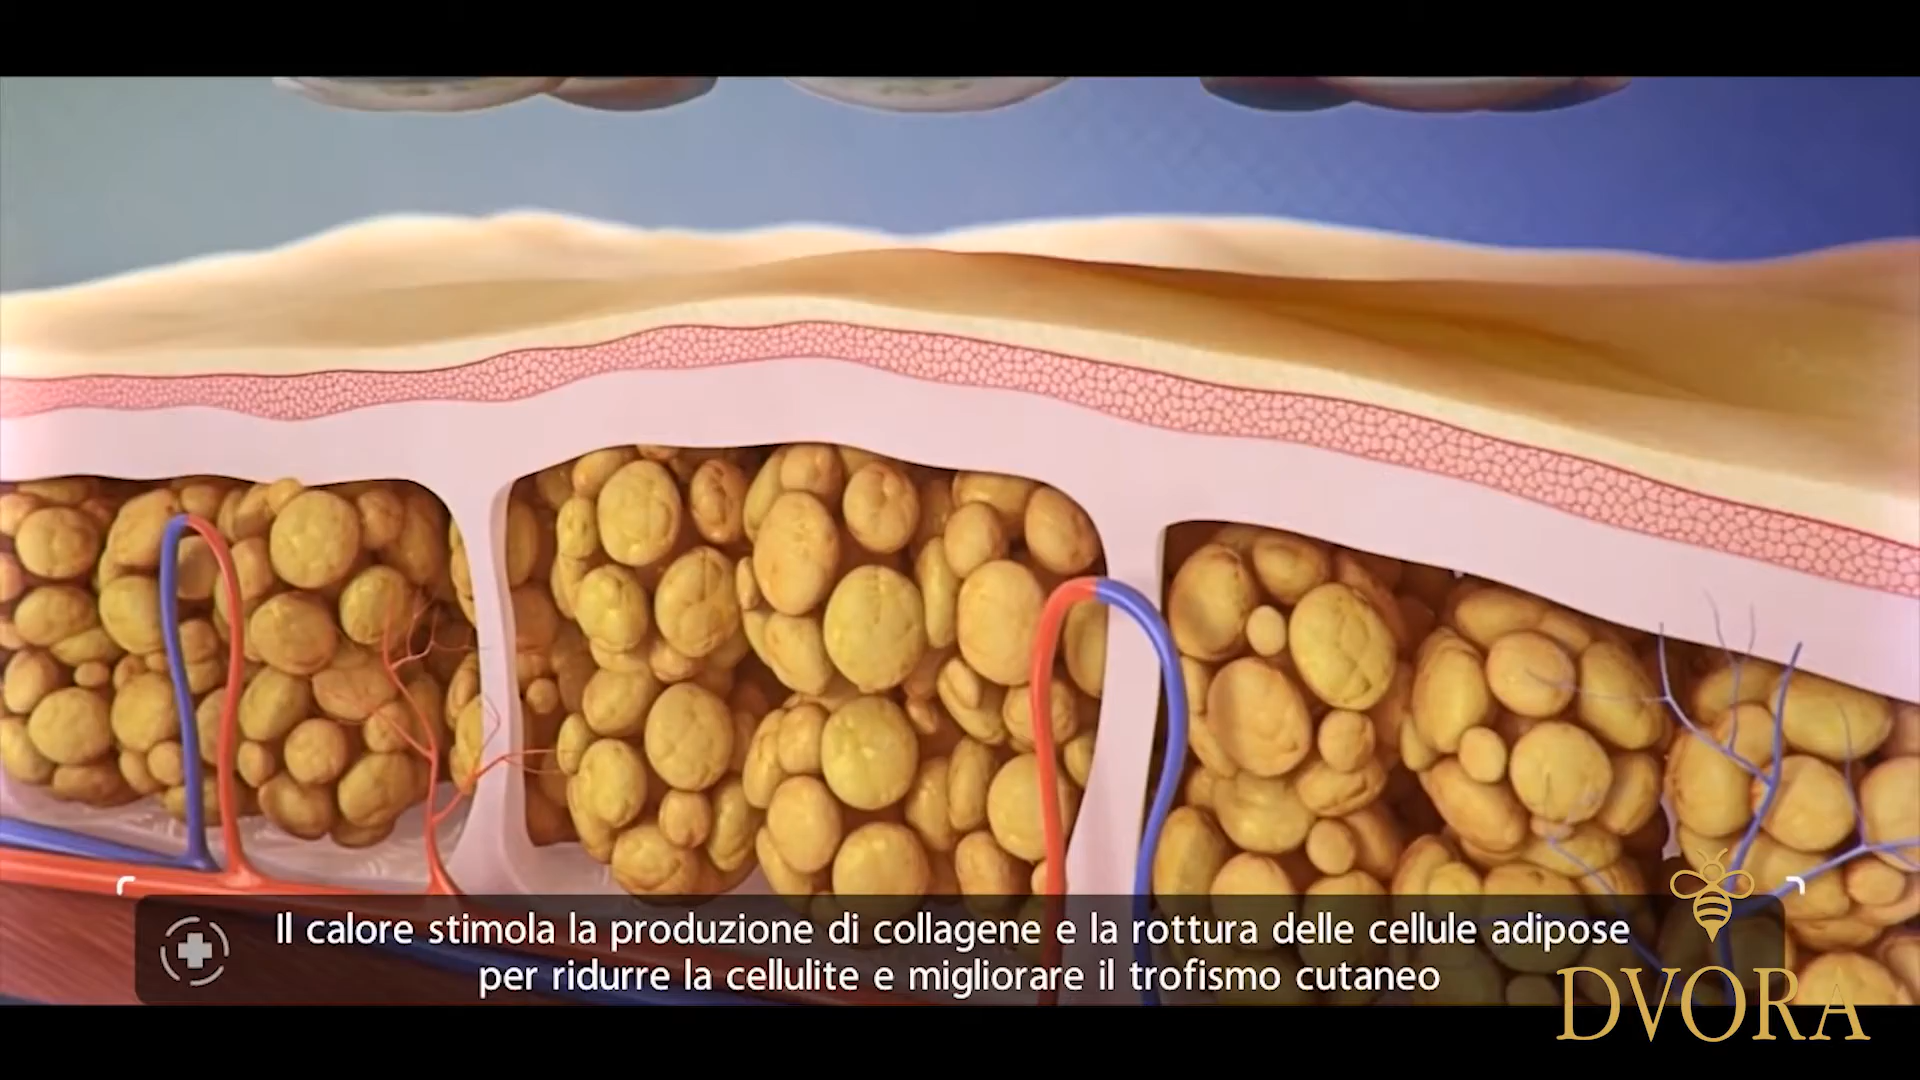 Il calore stimola la produzione di collagene e la rottura delle cellule adipose
per ridurre la cellulite e migliorare il trofismo cutaneo
DVORA